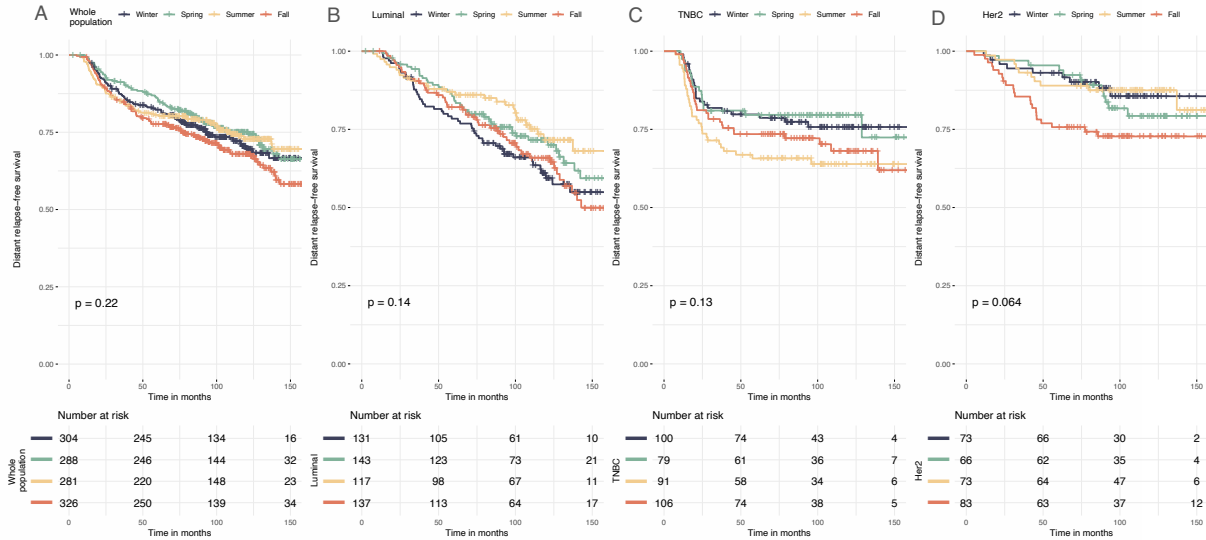 A
Whole
population
Winter Spring Summer Fall
Distant relapse-free survival
1.00
0.75
0.50
0.25
0.00
p = 0.22
0 50 100 150
Time in months
Number at risk
Whole
population
304 245 134 16
288 246 144 32
281 220 148 23
326 250 139 34
0 50 100 150
Time in months
B
Luminal Winter Spring Summer Fall
Distant relapse-free survival
1.00
0.75
0.50
0.25
0.00
p = 0.14
0 50 100 150
Time in months
Number at risk
Luminal
131 105 61 10
143 123 73 21
117 98 67 11
137 113 64 17
0 50 100 150
Time in months
C
TNBC Winter Spring Summer Fall
Distant relapse-free survival
1.00
0.75
0.50
0.25
0.00
p = 0.13
0 50 100 150
Time in months
Number at risk
TNBC
100 74 43 4
79 61 36 7
91 58 34 6
106 74 38 5
0 50 100 150
Time in months
D
Her2 Winter Spring Summer Fall
Distant relapse-free survival
1.00
0.75
0.50
0.25
0.00
p = 0.064
0 50 100 150
Time in months
Number at risk
Her2
73 66 30 2
66 62 35 4
73 64 47 6
83 63 37 12
0 50 100 150
Time in months